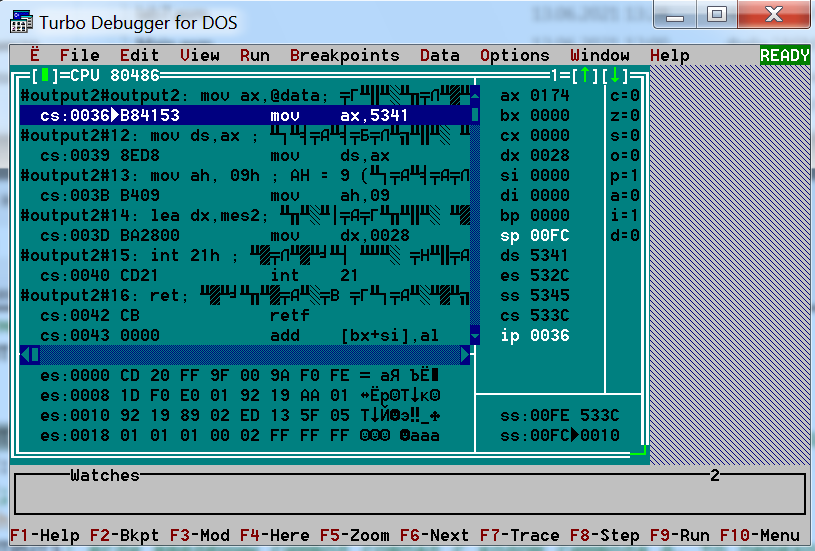 Turbo Debugger for DOS
Ë File Edit View Run Breakpoints Data Options Window Help READY
[▮]=CPU 80486 1=[↑][↓]
#output2#output2: mov ax,@data;
cs:0036▶B84153 mov ax,5341
#output2#12: mov ds,ax ;
cs:0039 8ED8 mov ds,ax
#output2#13: mov ah, 09h ; AH = 9 (
cs:003B B409 mov ah,09
#output2#14: lea dx,mes2;
cs:003D BA2800 mov dx,0028
#output2#15: int 21h ;
cs:0040 CD21 int 21
#output2#16: ret;
cs:0042 CB retf
cs:0043 0000 add [bx+si],al
ax 0174 c=0
bx 0000 z=0
cx 0000 s=0
dx 0028 o=0
si 0000 p=1
di 0000 a=0
bp 0000 i=1
sp 00FC d=0
ds 5341
es 532C
ss 5345
cs 533C
ip 0036
es:0000 CD 20 FF 9F 00 9A F0 FE = аЯ ЪЁ▮
es:0008 1D F0 E0 01 92 19 AA 01
es:0010 92 19 89 02 ED 13 5F 05
es:0018 01 01 01 00 02 FF FF FF
ss:00FE 533C
ss:00FC▶0010
Watches 2
F1-Help F2-Bkpt F3-Mod F4-Here F5-Zoom F6-Next F7-Trace F8-Step F9-Run F10-Menu